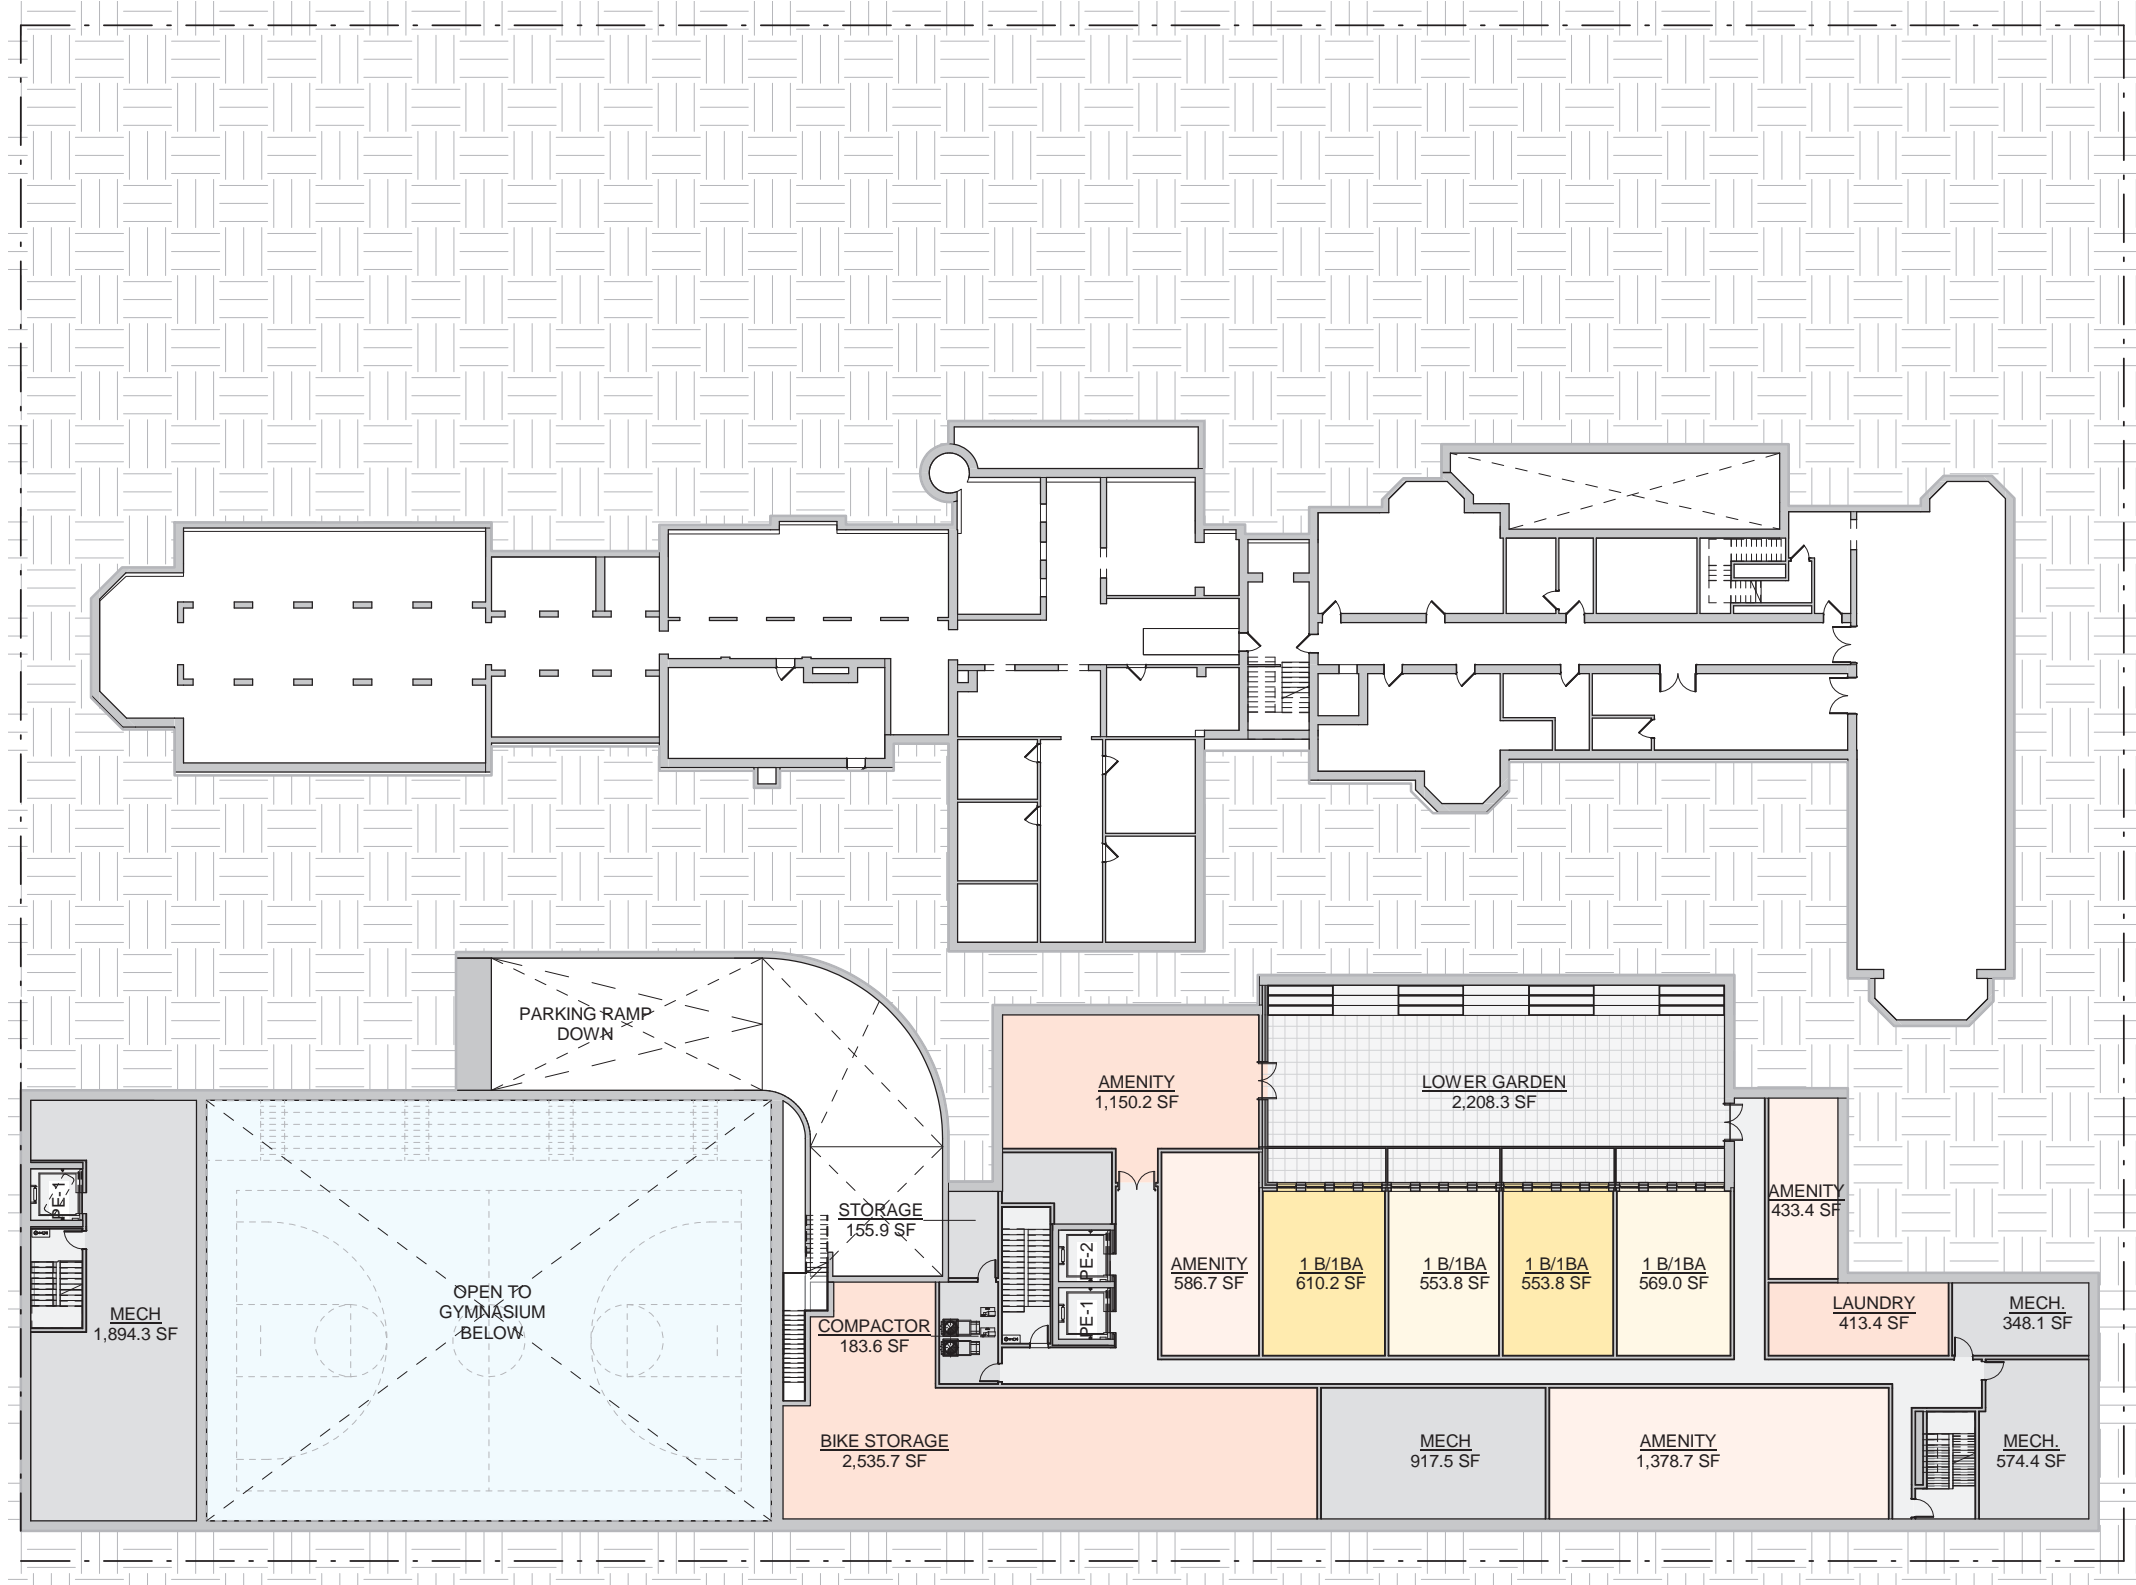 PARKING RAMP
DOWN
AMENITY
1,150.2 SF
LOWER GARDEN
2,208.3 SF
PE-1
MECH
1,894.3 SF
OPEN TO
GYMNASIUM
BELOW
STORAGE
155.9 SF
COMPACTOR
183.6 SF
PE-2
PE-1
AMENITY
586.7 SF
1 B/1BA
610.2 SF
1 B/1BA
553.8 SF
1 B/1BA
553.8 SF
1 B/1BA
569.0 SF
AMENITY
433.4 SF
LAUNDRY
413.4 SF
MECH.
348.1 SF
BIKE STORAGE
2,535.7 SF
MECH
917.5 SF
AMENITY
1,378.7 SF
MECH.
574.4 SF